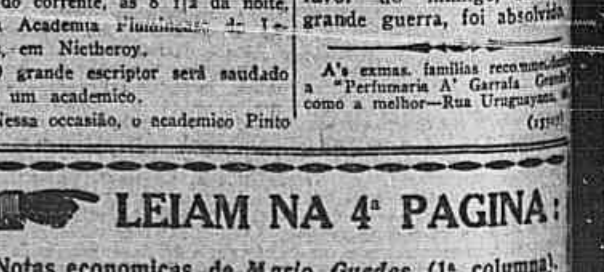 do corrente, ás 8 1|2 da noite,
Academia Fluminense de
em Nictheroy.
grande escriptor será saudado
um academico.
Nessa occasião, o academico Pinto
grande guerra, foi absolvido
A's exmas. familias recommendam
a "Perfumaria A' Garrafa Grande"
como a melhor—Rua Uruguayana,
LEIAM NA 4ª PAGINA:
Notas economicas de Mario Guedes (1ª columna).